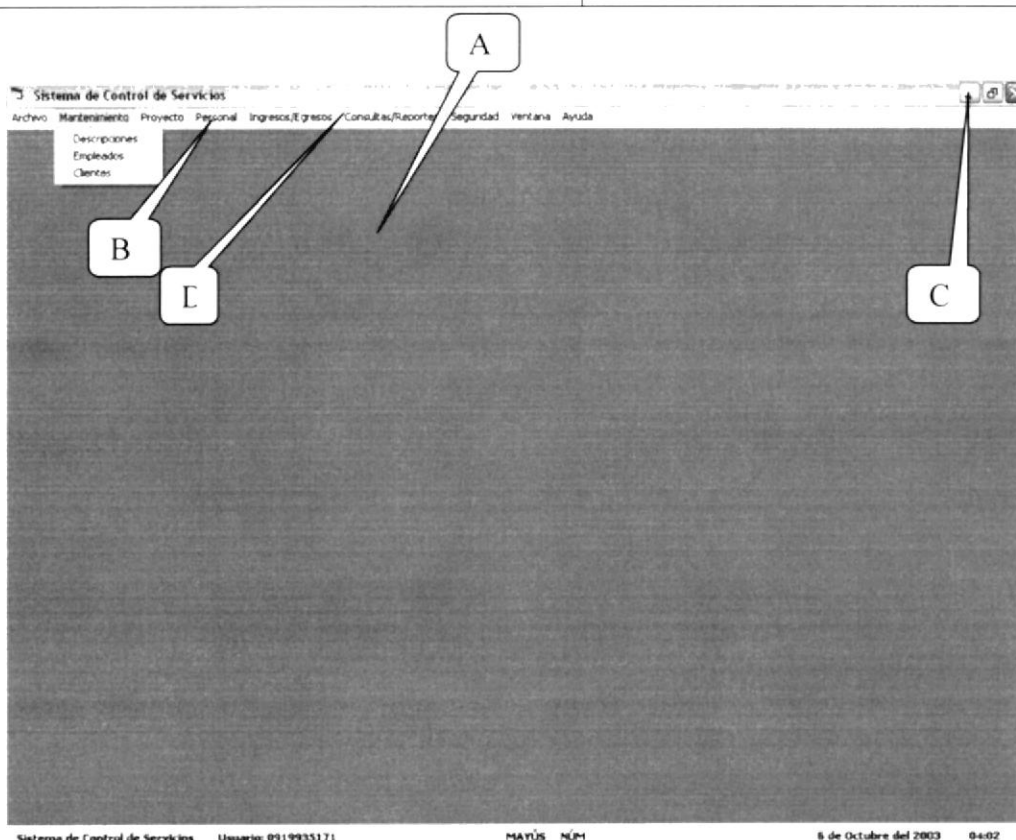 A
Sistema de Control de Servicios
Archivo Mantenimiento Proyecto Personal Ingresos/Egresos Consultas/Reportes Seguridad Ventana Ayuda
Descripciones
Empleados
Clientes
B
C
Sistema de Control de Servicios Usuario: 0919935171 MAYÚS NÚM 6 de Octubre del 2003 04:02